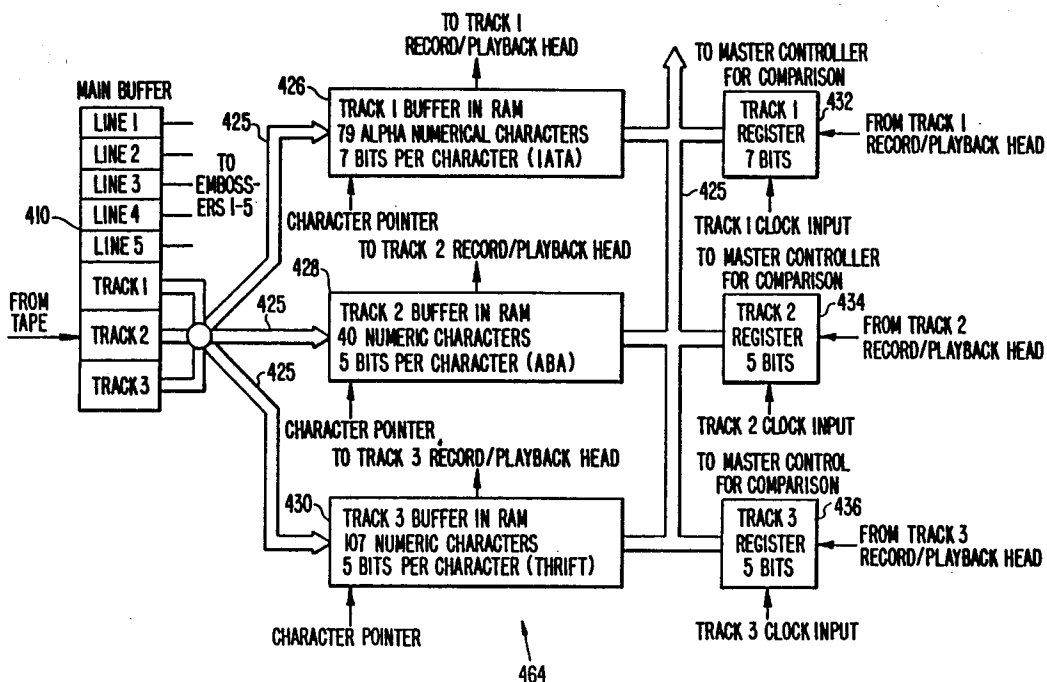 TO TRACK 1
RECORD/PLAYBACK HEAD
TO MASTER CONTROLLER
FOR COMPARISON
MAIN BUFFER
LINE 1
LINE 2
LINE 3
LINE 4
LINE 5
TRACK 1
TRACK 2
TRACK 3
410
FROM
TAPE
TO
EMBOSS-
ERS 1-5
425
425
425
426
TRACK 1 BUFFER IN RAM
79 ALPHA NUMERICAL CHARACTERS
7 BITS PER CHARACTER (IATA)
CHARACTER POINTER
425
432
TRACK 1
REGISTER
7 BITS
FROM TRACK 1
RECORD/PLAYBACK HEAD
TRACK 1 CLOCK INPUT
TO TRACK 2 RECORD/PLAYBACK HEAD
428
TRACK 2 BUFFER IN RAM
40 NUMERIC CHARACTERS
5 BITS PER CHARACTER (ABA)
CHARACTER POINTER
TO MASTER CONTROLLER
FOR COMPARISON
434
TRACK 2
REGISTER
5 BITS
FROM TRACK 2
RECORD/PLAYBACK HEAD
TRACK 2 CLOCK INPUT
TO TRACK 3 RECORD/PLAYBACK HEAD
430
TRACK 3 BUFFER IN RAM
107 NUMERIC CHARACTERS
5 BITS PER CHARACTER (THRIFT)
CHARACTER POINTER
TO MASTER CONTROL
FOR COMPARISON
436
TRACK 3
REGISTER
5 BITS
FROM TRACK 3
RECORD/PLAYBACK HEAD
TRACK 3 CLOCK INPUT
464